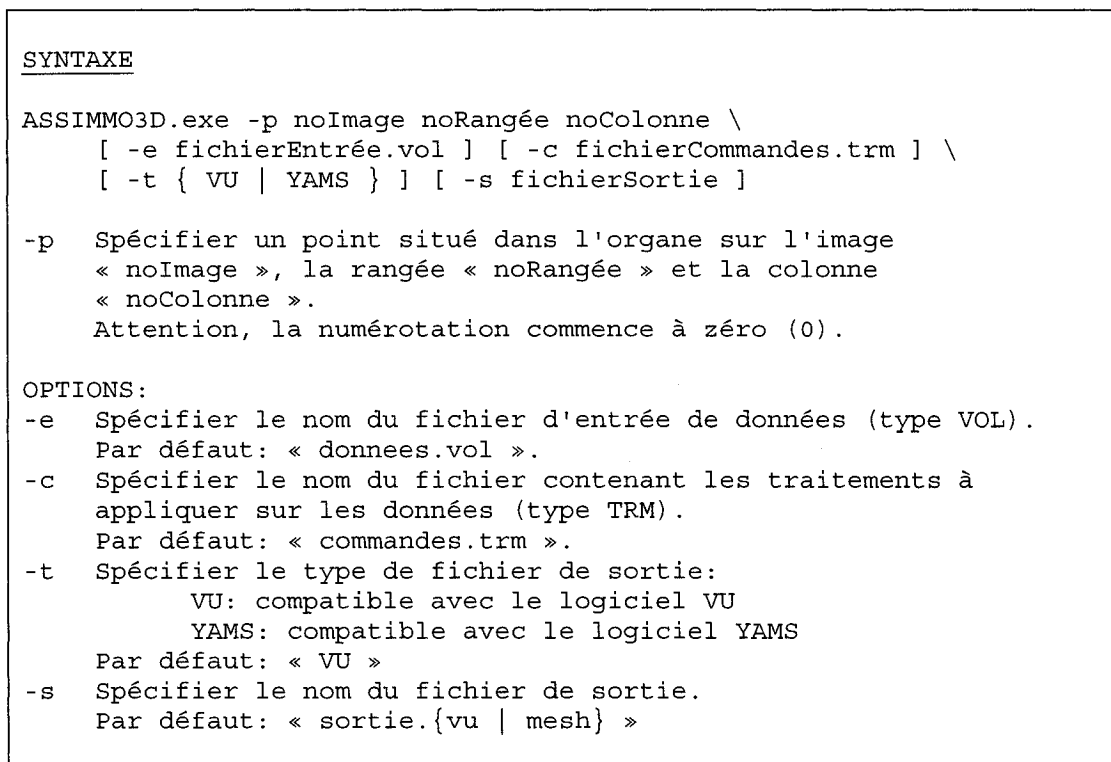 SYNTAXE
ASSIMMO3D.exe -p noImage noRangée noColonne \
[ -e fichierEntrée.vol ] [ -c fichierCommandes.trm ] \
[ -t { VU | YAMS } ] [ -s fichierSortie ]
-p Spécifier un point situé dans l'organe sur l'image
« noImage », la rangée « noRangée » et la colonne
« noColonne ».
Attention, la numérotation commence à zéro (0).
OPTIONS:
-e Spécifier le nom du fichier d'entrée de données (type VOL).
Par défaut: « donnees.vol ».
-c Spécifier le nom du fichier contenant les traitements à
appliquer sur les données (type TRM).
Par défaut: « commandes.trm ».
-t Spécifier le type de fichier de sortie:
VU: compatible avec le logiciel VU
YAMS: compatible avec le logiciel YAMS
Par défaut: « VU »
-s Spécifier le nom du fichier de sortie.
Par défaut: « sortie.{vu | mesh} »